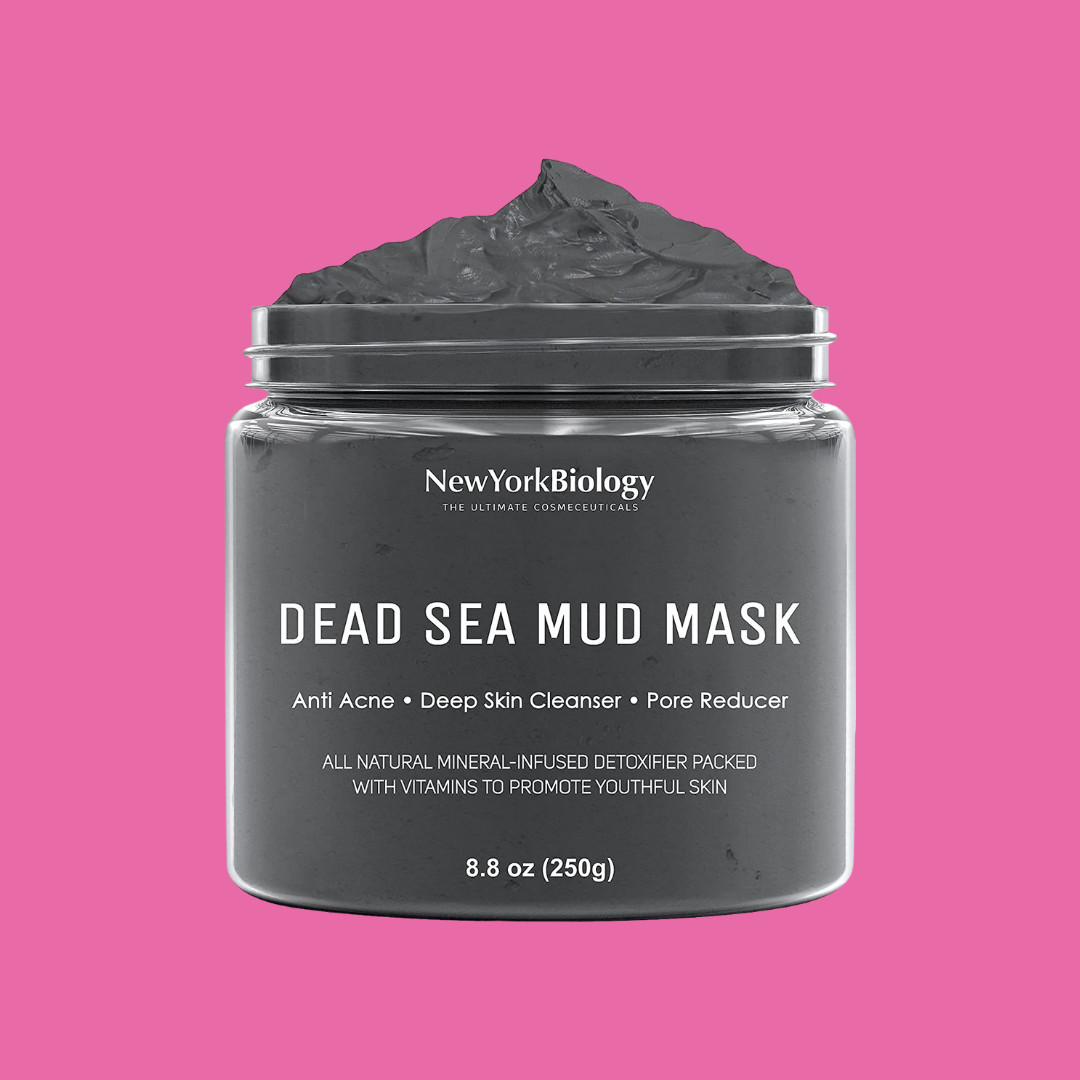 NewYorkBiology
THE ULTIMATE COSMECEUTICALS
DEAD SEA MUD MASK
Anti Acne • Deep Skin Cleanser • Pore Reducer
ALL NATURAL MINERAL-INFUSED DETOXIFIER PACKED
WITH VITAMINS TO PROMOTE YOUTHFUL SKIN
8.8 oz (250g)